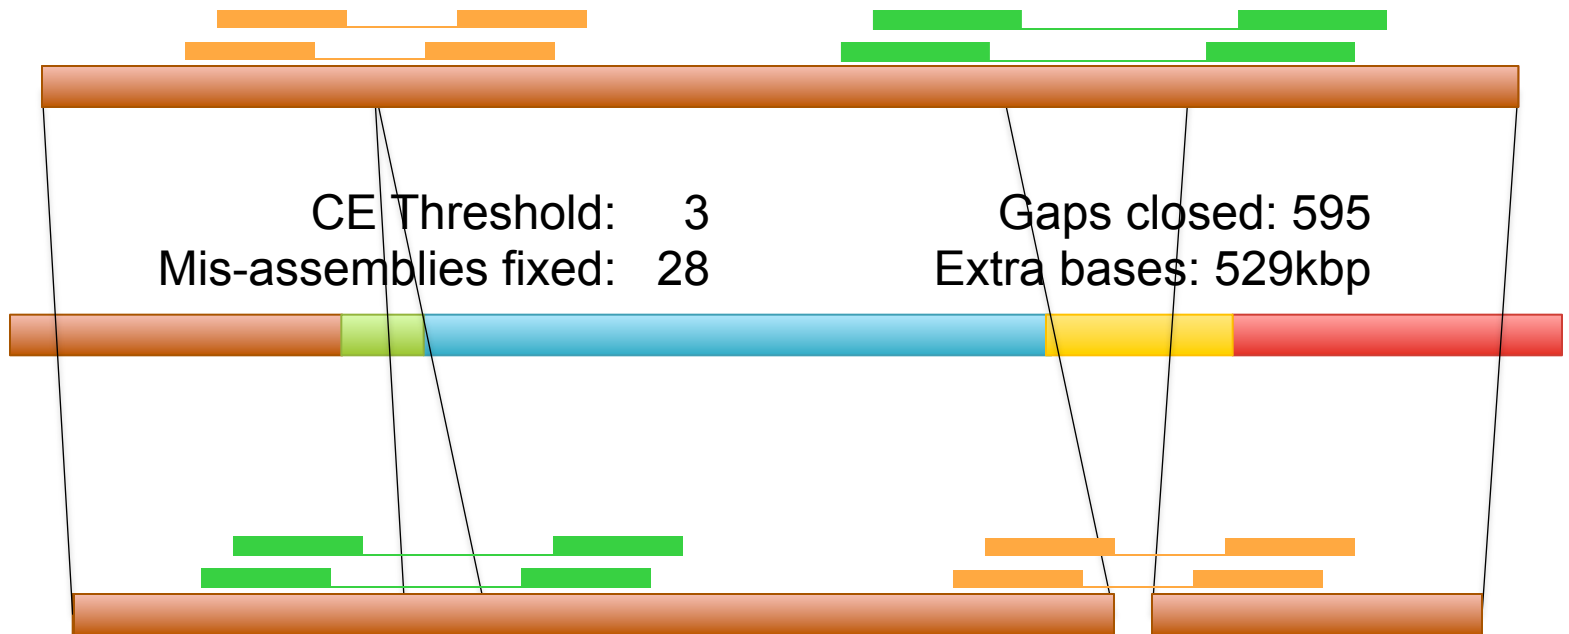 CE Threshold: 3
Mis-assemblies fixed: 28
Gaps closed: 595
Extra bases: 529kbp